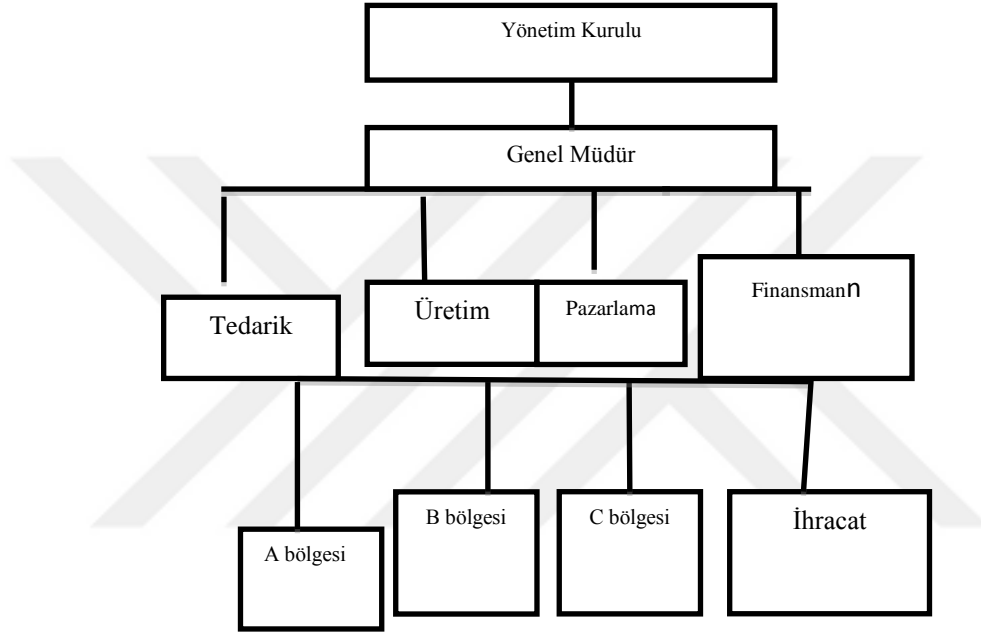 Yönetim Kurulu
Genel Müdür
Tedarik
Üretim
Pazarlama
Finansmann
A bölgesi
B bölgesi
C bölgesi
İhracat